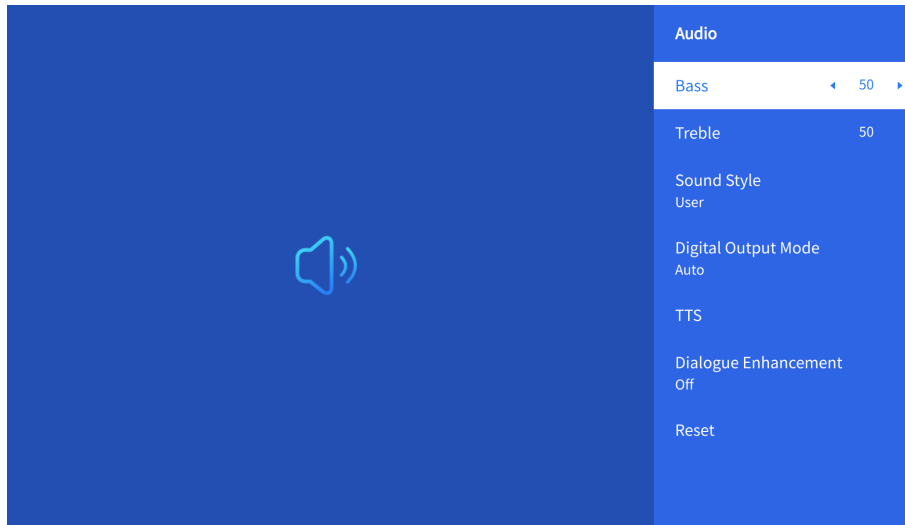 Audio
Bass 50
Treble 50
Sound Style
User
Digital Output Mode
Auto
TTS
Dialogue Enhancement
Off
Reset